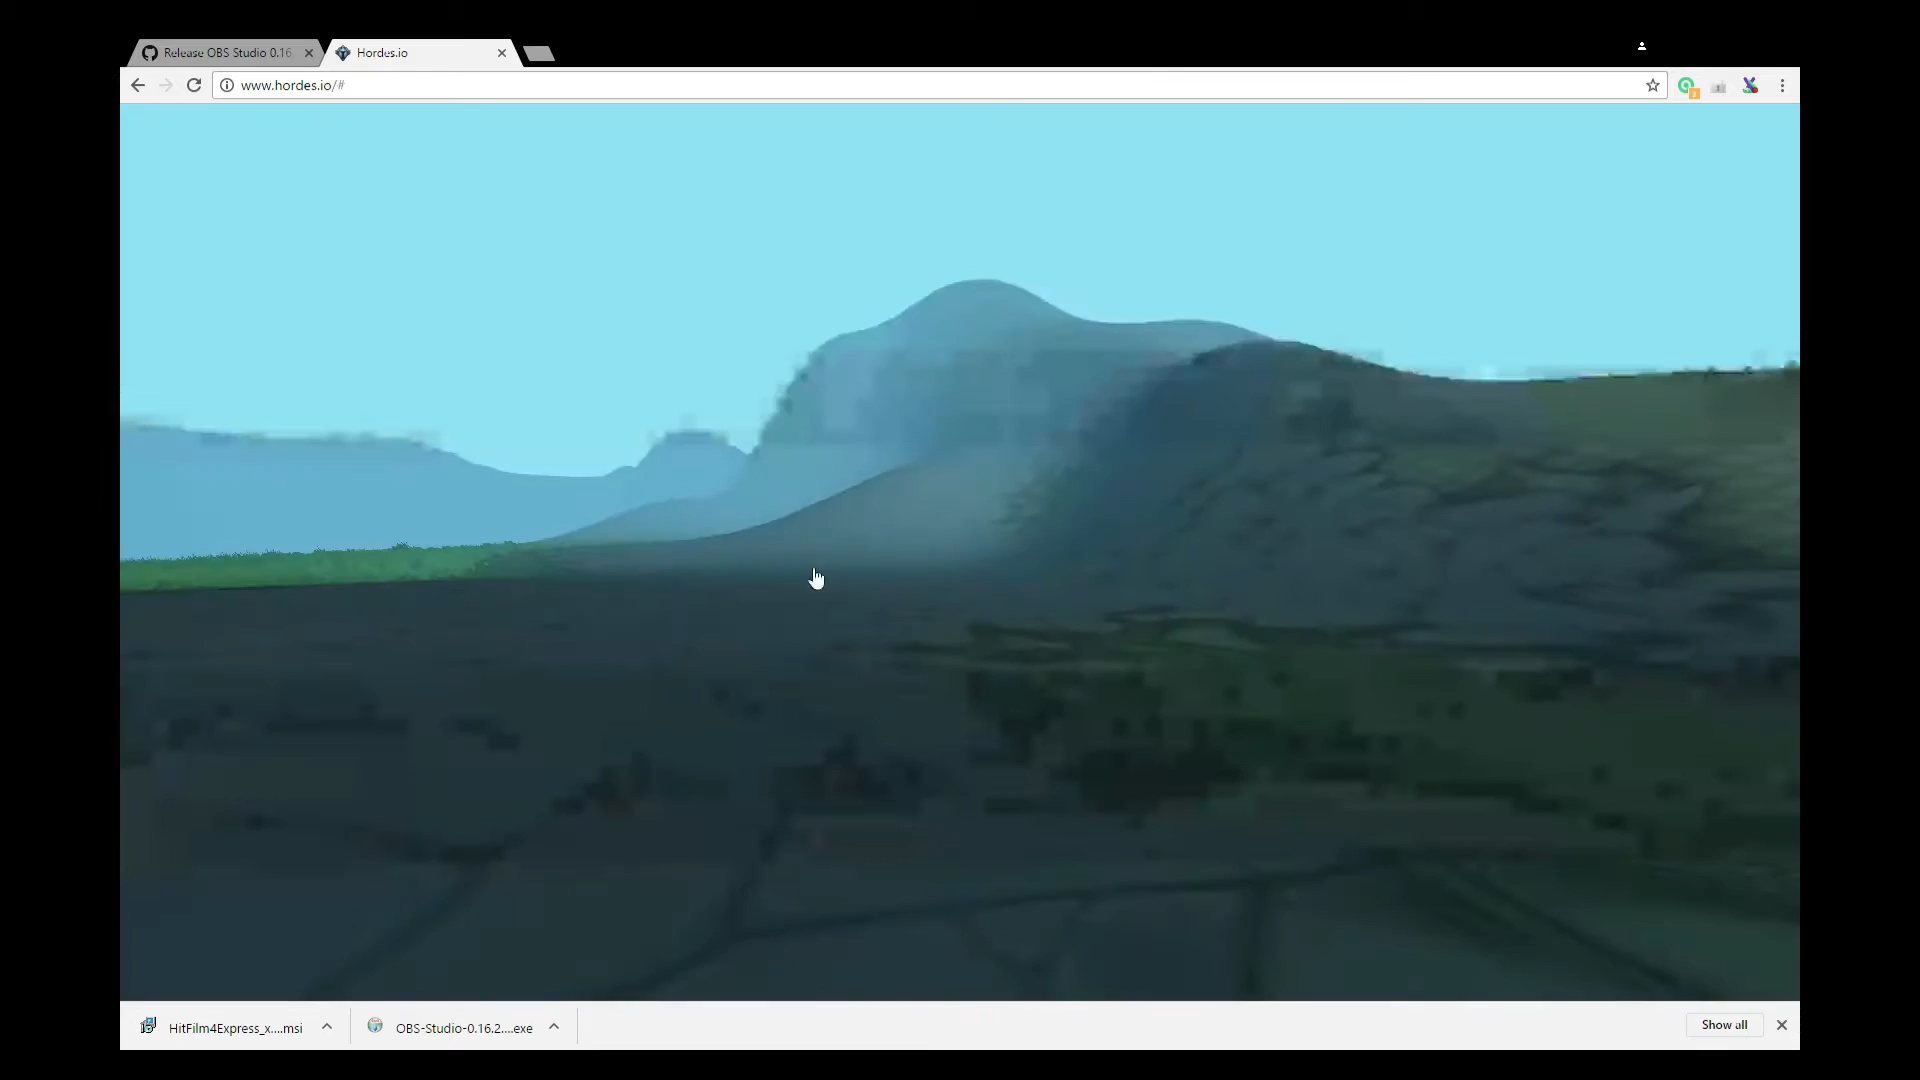 Release OBS Studio 0.16
Hordes.io
www.hordes.io/#
HitFilm4Express_x....msi
OBS-Studio-0.16.2....exe
Show all